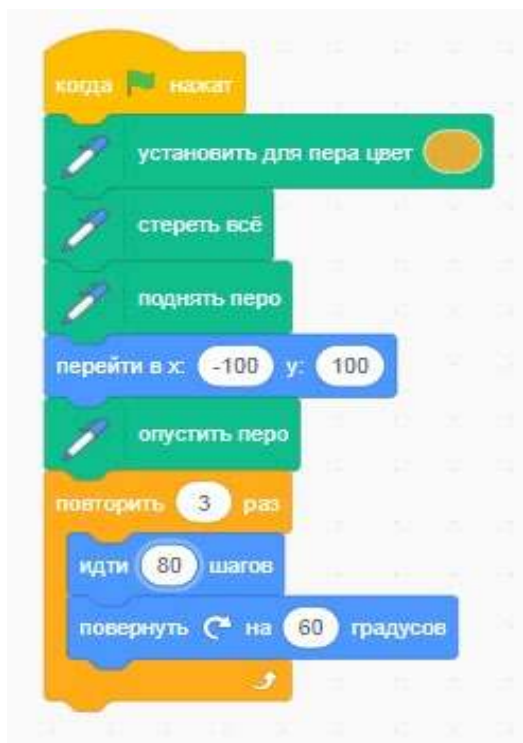 когда нажат
установить для пера цвет
стереть всё
поднять перо
перейти в x: -100 y: 100
опустить перо
повторить 3 раз
идти 80 шагов
повернуть на 60 градусов